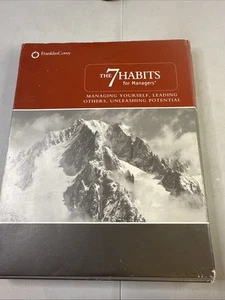 FranklinCovey
THE 7 HABITS
for Managers®
MANAGING YOURSELF, LEADING
OTHERS, UNLEASHING POTENTIAL